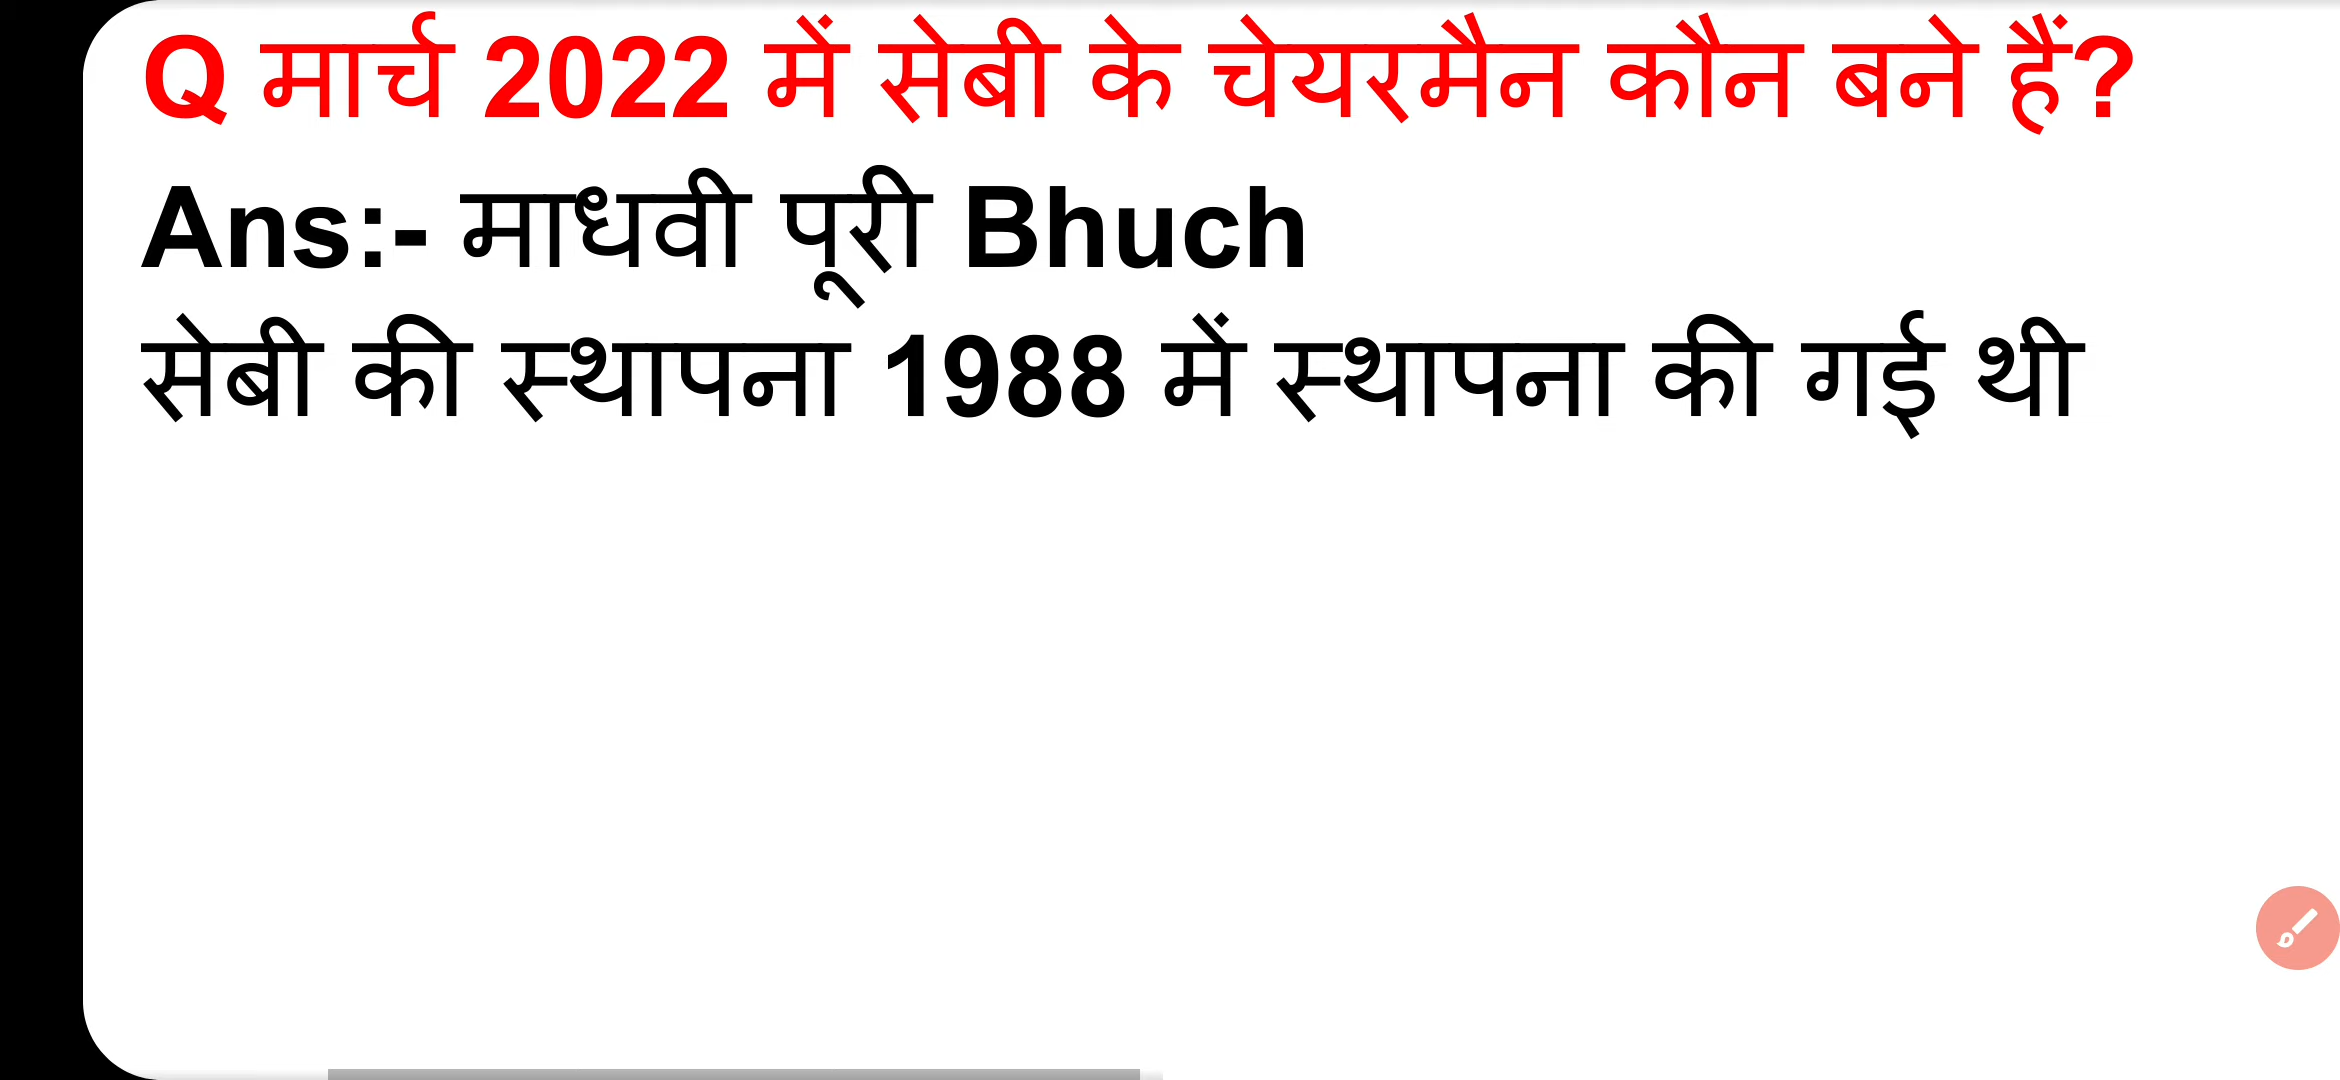 Q मार्च 2022 में सेबी के चेयरमैन कौन बने हैं?
Ans:- माधवी पूरी Bhuch
सेबी की स्थापना 1988 में स्थापना की गई थी